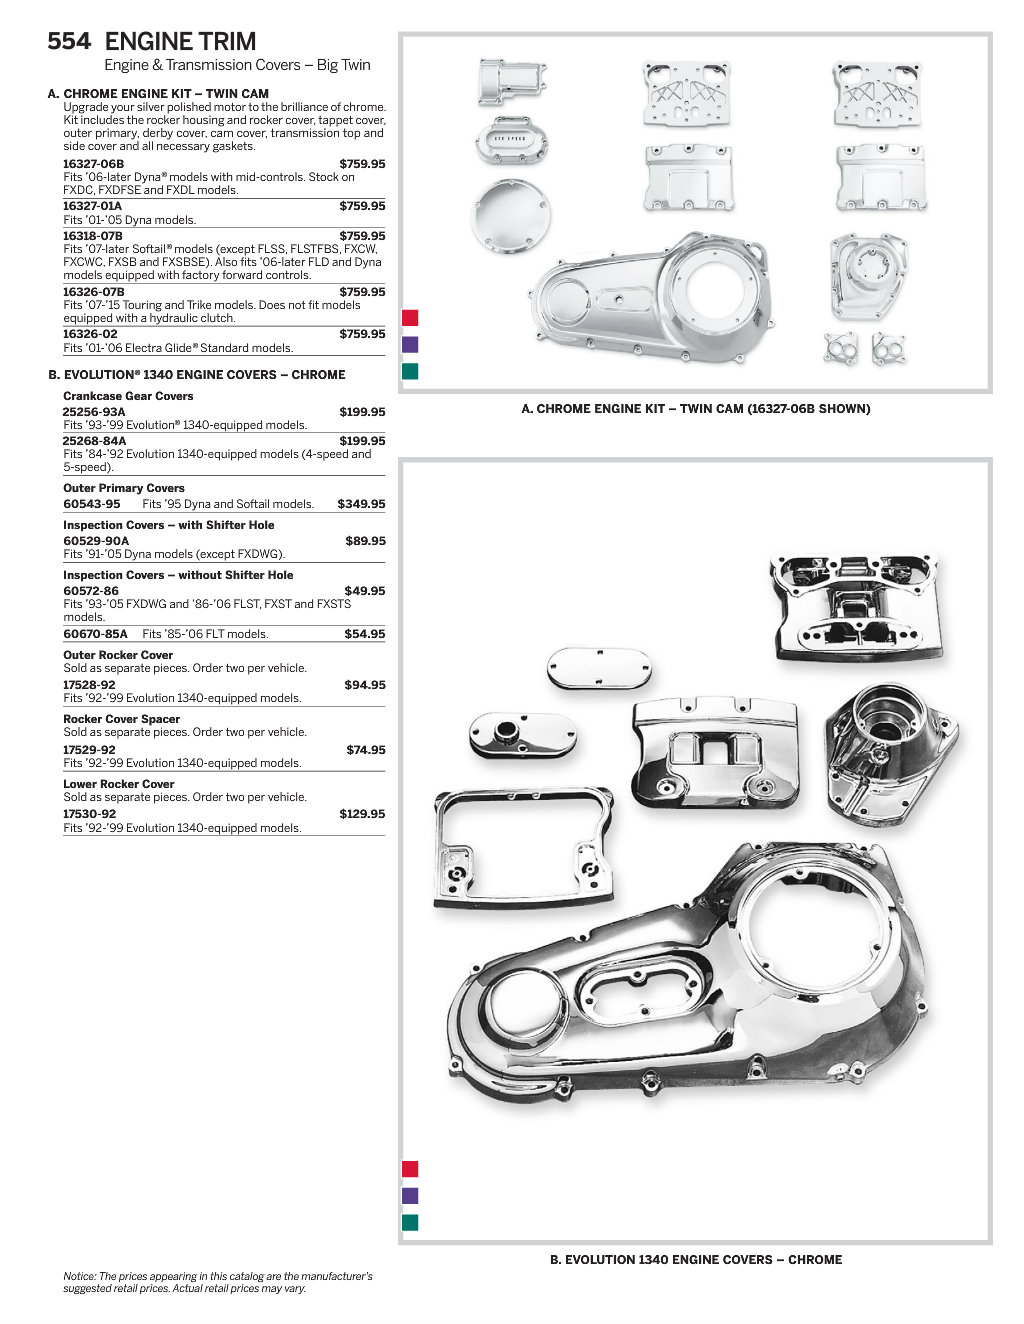 554 ENGINE TRIM
Engine & Transmission Covers – Big Twin
A. CHROME ENGINE KIT – TWIN CAM
Upgrade your silver polished motor to the brilliance of chrome.
Kit includes the rocker housing and rocker cover, tappet cover,
outer primary, derby cover, cam cover, transmission top and
side cover and all necessary gaskets.
16327-06B $759.95
Fits ’06-later Dyna® models with mid-controls. Stock on
FXDC, FXDFSE and FXDL models.
16327-01A $759.95
Fits ’01-’05 Dyna models.
16318-07B $759.95
Fits ’07-later Softail® models (except FLSS, FLSTFBS, FXCW,
FXCWC, FXSB and FXSBSE). Also fits ’06-later FLD and Dyna
models equipped with factory forward controls.
16326-07B $759.95
Fits ’07-’15 Touring and Trike models. Does not fit models
equipped with a hydraulic clutch.
16326-02 $759.95
Fits ’01-’06 Electra Glide® Standard models.
B. EVOLUTION® 1340 ENGINE COVERS – CHROME
Crankcase Gear Covers
25256-93A $199.95
Fits ’93-’99 Evolution® 1340-equipped models.
25268-84A $199.95
Fits ’84-’92 Evolution 1340-equipped models (4-speed and
5-speed).
Outer Primary Covers
60543-95 Fits ’95 Dyna and Softail models. $349.95
Inspection Covers – with Shifter Hole
60529-90A $89.95
Fits ’91-’05 Dyna models (except FXDWG).
Inspection Covers – without Shifter Hole
60572-86 $49.95
Fits ’93-’05 FXDWG and ’86-’06 FLST, FXST and FXSTS
models.
60670-85A Fits ’85-’06 FLT models. $54.95
Outer Rocker Cover
Sold as separate pieces. Order two per vehicle.
17528-92 $94.95
Fits ’92-’99 Evolution 1340-equipped models.
Rocker Cover Spacer
Sold as separate pieces. Order two per vehicle.
17529-92 $74.95
Fits ’92-’99 Evolution 1340-equipped models.
Lower Rocker Cover
Sold as separate pieces. Order two per vehicle.
17530-92 $129.95
Fits ’92-’99 Evolution 1340-equipped models.
Notice: The prices appearing in this catalog are the manufacturer’s
suggested retail prices. Actual retail prices may vary.
SIX SPEED
A. CHROME ENGINE KIT – TWIN CAM (16327-06B SHOWN)
B. EVOLUTION 1340 ENGINE COVERS – CHROME